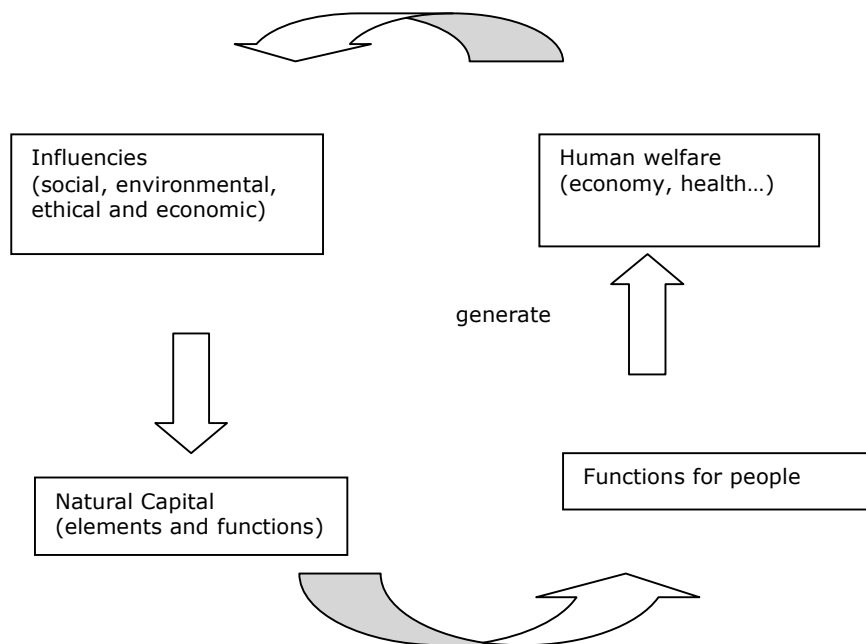 Influencies
(social, environmental,
ethical and economic)
Human welfare
(economy, health…)
generate
Natural Capital
(elements and functions)
Functions for people